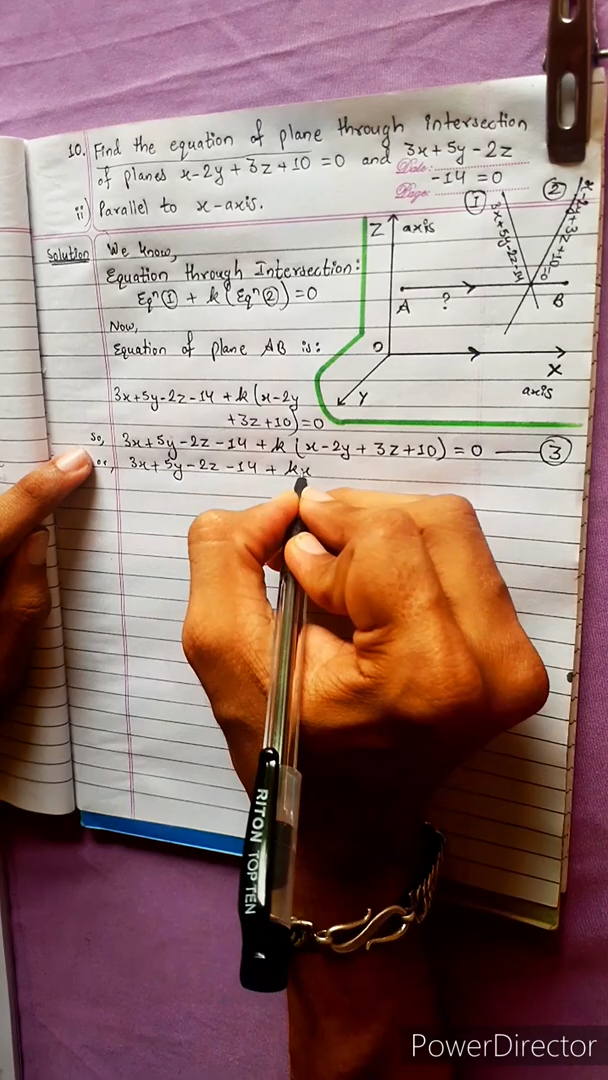 10. Find the equation of plane through intersection
of planes x-2y+3z+10 =0 and 3x+5y-2z
-14 =0
Date:
Page:
ii) Parallel to x-axis.
Solution We know,
Equation through Intersection:
Eqⁿ① + k(Eqⁿ②) =0
Now,
Equation of plane AB is:
3x+5y-2z-14 + k(x-2y
+3z+10)=0
Z axis
① 3x+5y-2z-14
② x-2y+3z+10=0
A ? B
O
X
axis
Y
So, 3x+5y-2z-14 + k(x-2y+3z+10) = 0 — ③
or, 3x+5y-2z-14 + kx
RITON TOP TEN
PowerDirector